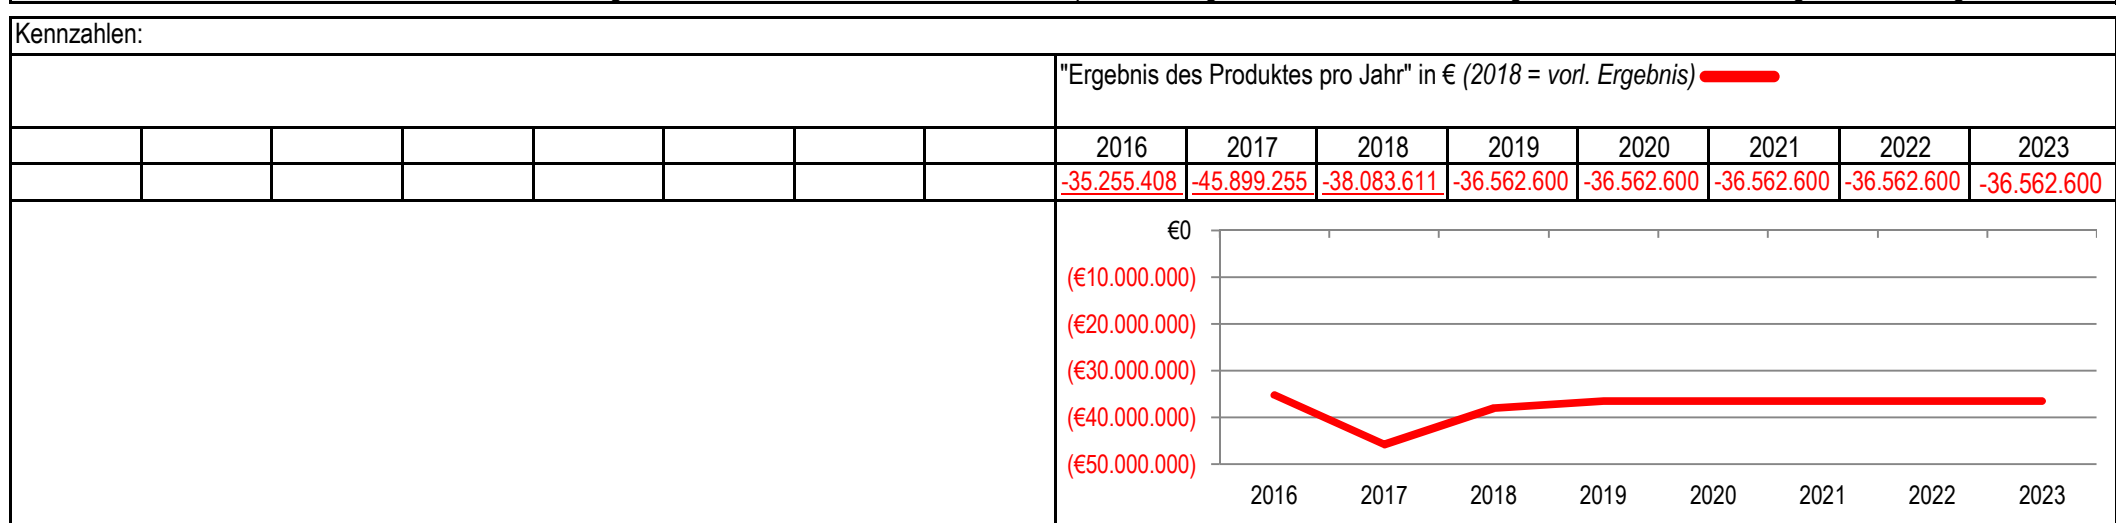 Kennzahlen:
"Ergebnis des Produktes pro Jahr" in € (2018 = vorl. Ergebnis)
2016 2017 2018 2019 2020 2021 2022 2023
-35.255.408 -45.899.255 -38.083.611 -36.562.600 -36.562.600 -36.562.600 -36.562.600 -36.562.600
€0
(€10.000.000)
(€20.000.000)
(€30.000.000)
(€40.000.000)
(€50.000.000)
2016 2017 2018 2019 2020 2021 2022 2023